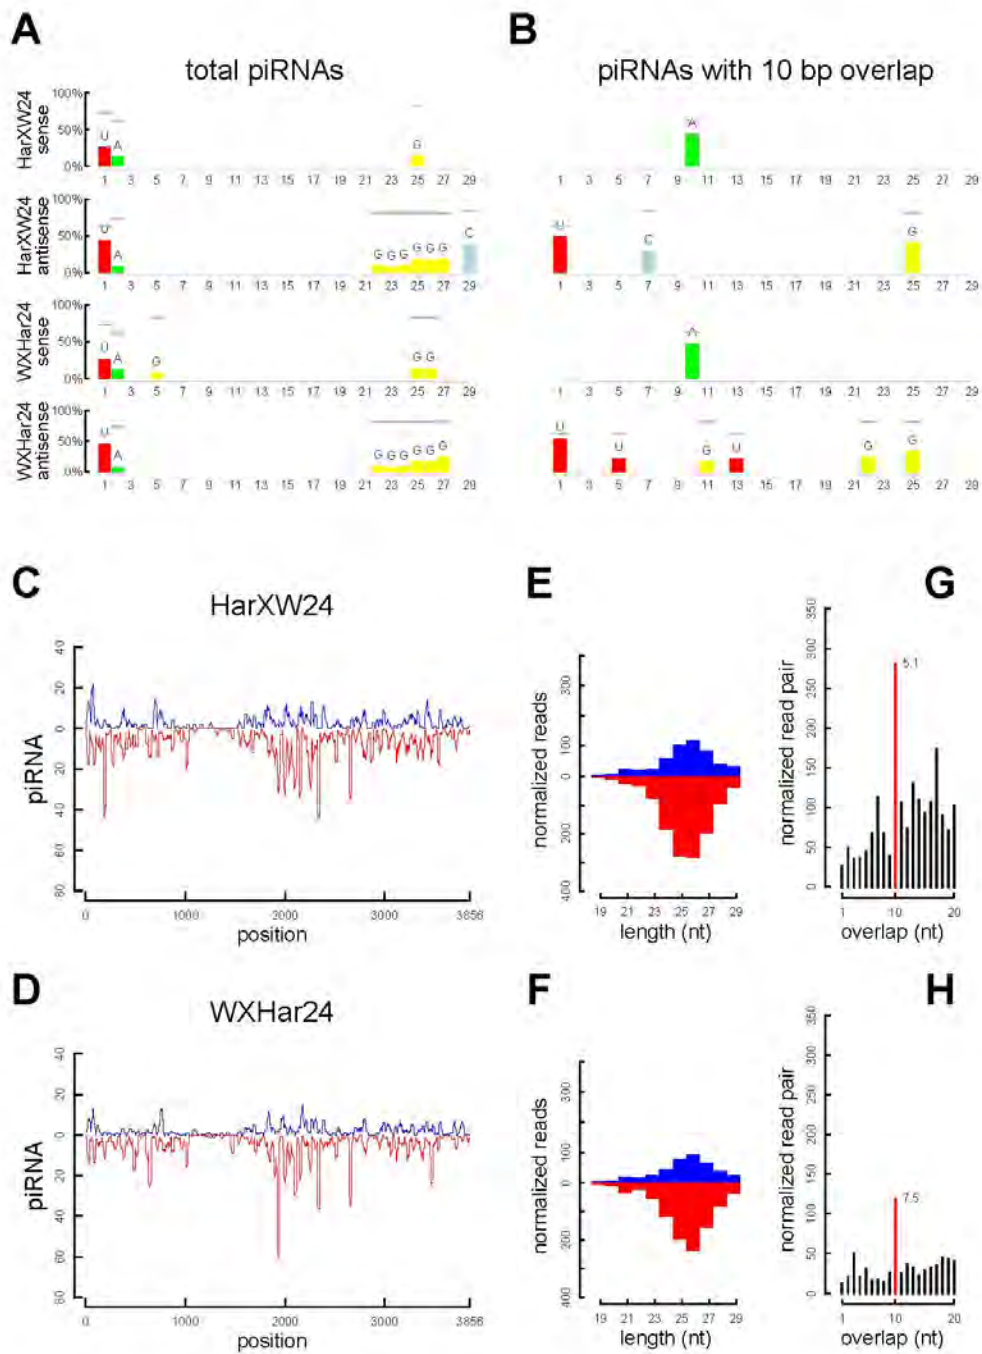 A
B
total piRNAs
piRNAs with 10 bp overlap
HarXW24
sense
100%
50%
0%
U
A
G
1 3 5 7 9 11 13 15 17 19 21 23 25 27 29
A
1 3 5 7 9 11 13 15 17 19 21 23 25 27 29
HarXW24
antisense
100%
50%
0%
U
A
G G G G G G
C
1 3 5 7 9 11 13 15 17 19 21 23 25 27 29
U
C
G
1 3 5 7 9 11 13 15 17 19 21 23 25 27 29
WXHar24
sense
100%
50%
0%
U
A
G
G G
1 3 5 7 9 11 13 15 17 19 21 23 25 27 29
A
1 3 5 7 9 11 13 15 17 19 21 23 25 27 29
WXHar24
antisense
100%
50%
0%
U
A
G G G G G G
1 3 5 7 9 11 13 15 17 19 21 23 25 27 29
U
U
G
U
G
G
1 3 5 7 9 11 13 15 17 19 21 23 25 27 29
C
HarXW24
piRNA
40
20
0
20
40
60
0 1000 2000 3000 3856
position
E
normalized reads
300
100
0
200
400
19 21 23 25 27 29
length (nt)
G
normalized read pair
350
300
250
200
150
100
50
0
5.1
1 10 20
overlap (nt)
D
WXHar24
piRNA
40
20
0
20
40
60
0 1000 2000 3000 3856
position
F
normalized reads
300
100
0
200
400
19 21 23 25 27 29
length (nt)
H
normalized read pair
350
300
250
200
150
100
50
0
7.5
1 10 20
overlap (nt)